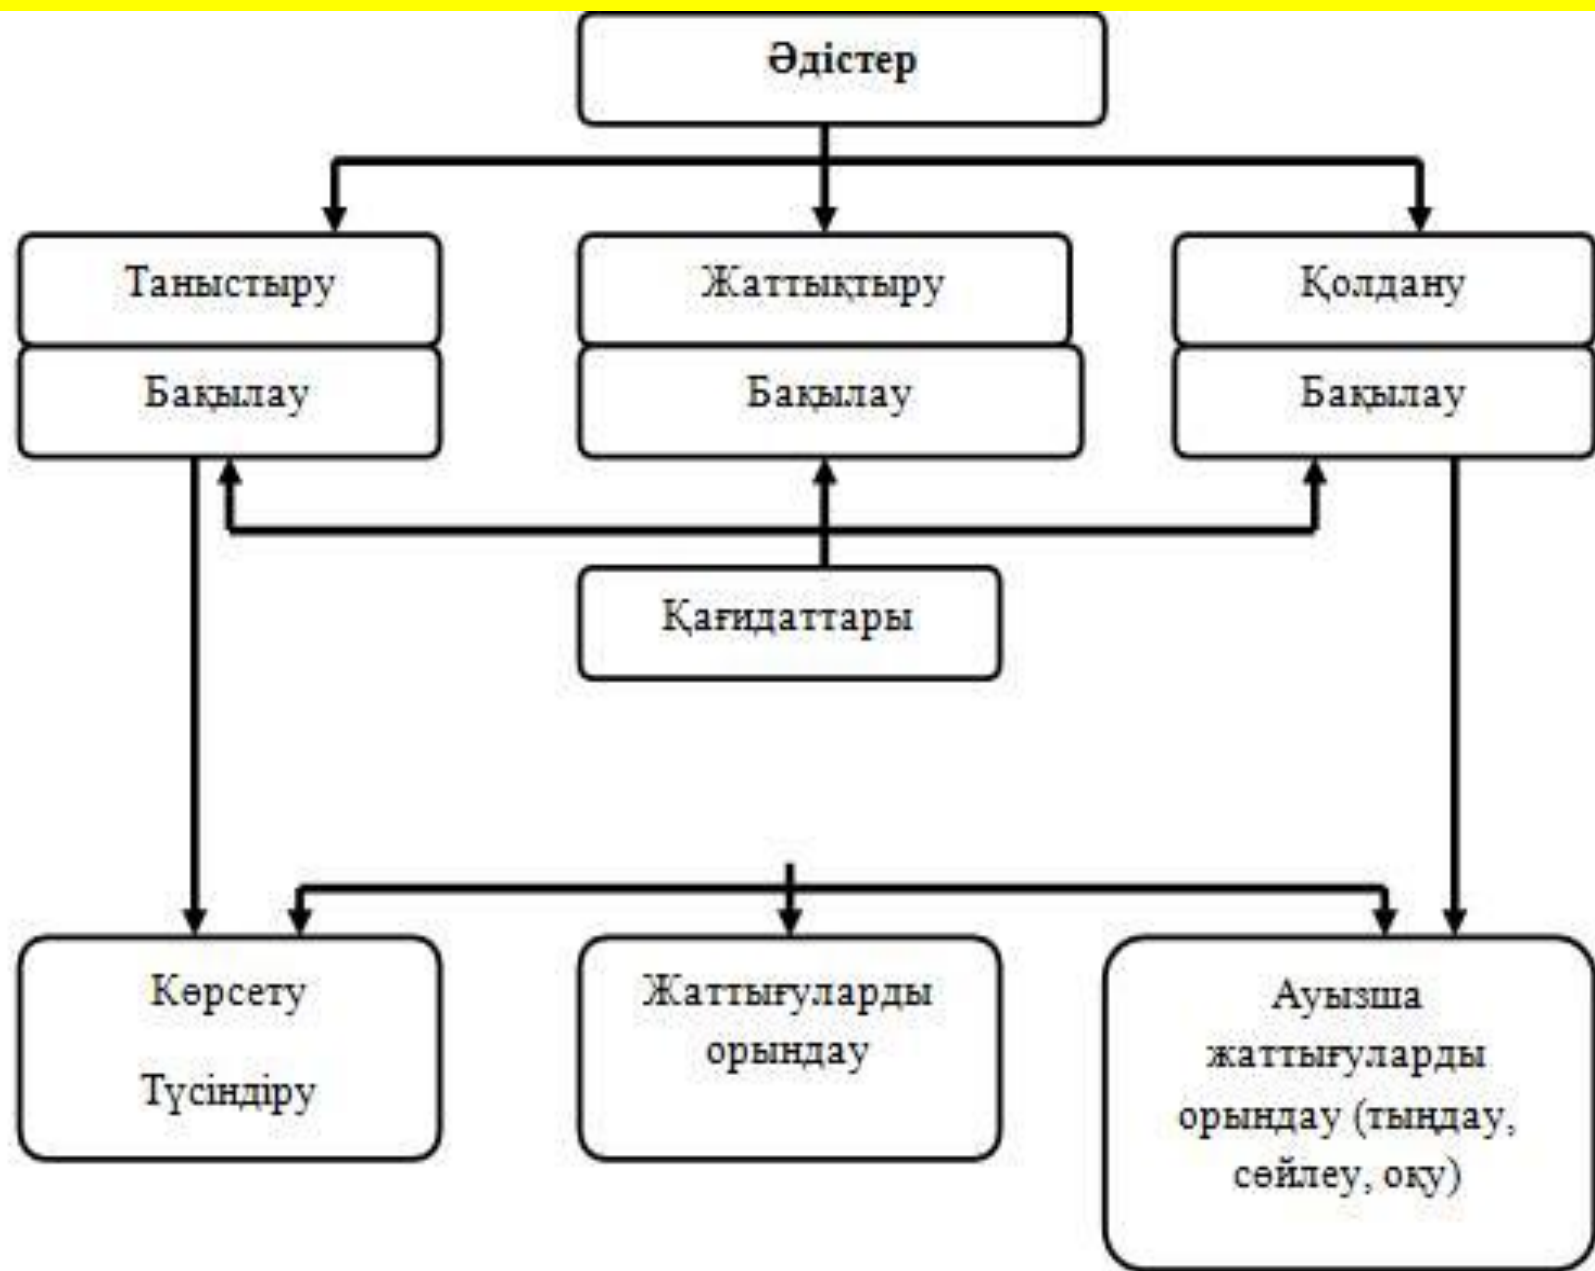 Әдістер
Таныстыру
Жаттықтыру
Қолдану
Бақылау
Бақылау
Бақылау
Қағидаттары
Көрсету
Түсіндіру
Жаттығуларды
орындау
Ауызша
жаттығуларды
орындау (тыңдау,
сөйлеу, оқу)